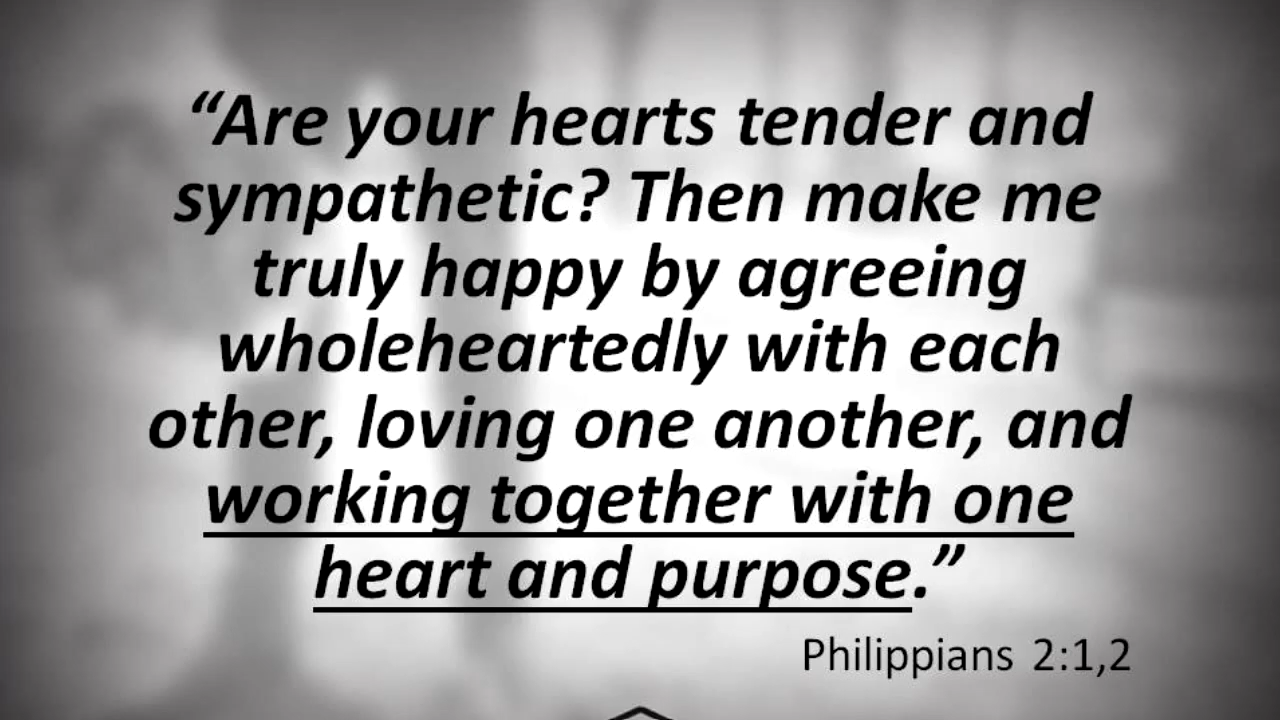 “Are your hearts tender and
sympathetic? Then make me
truly happy by agreeing
wholeheartedly with each
other, loving one another, and
working together with one
heart and purpose.”
Philippians 2:1,2